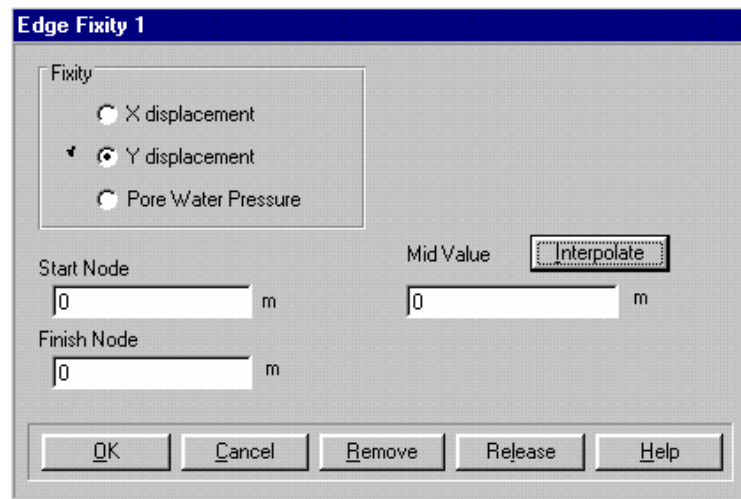 Edge Fixity 1
Fixity
X displacement
Y displacement
Pore Water Pressure
Mid Value Interpolate
Start Node
0 m 0 m
Finish Node
0 m
OK Cancel Remove Release Help